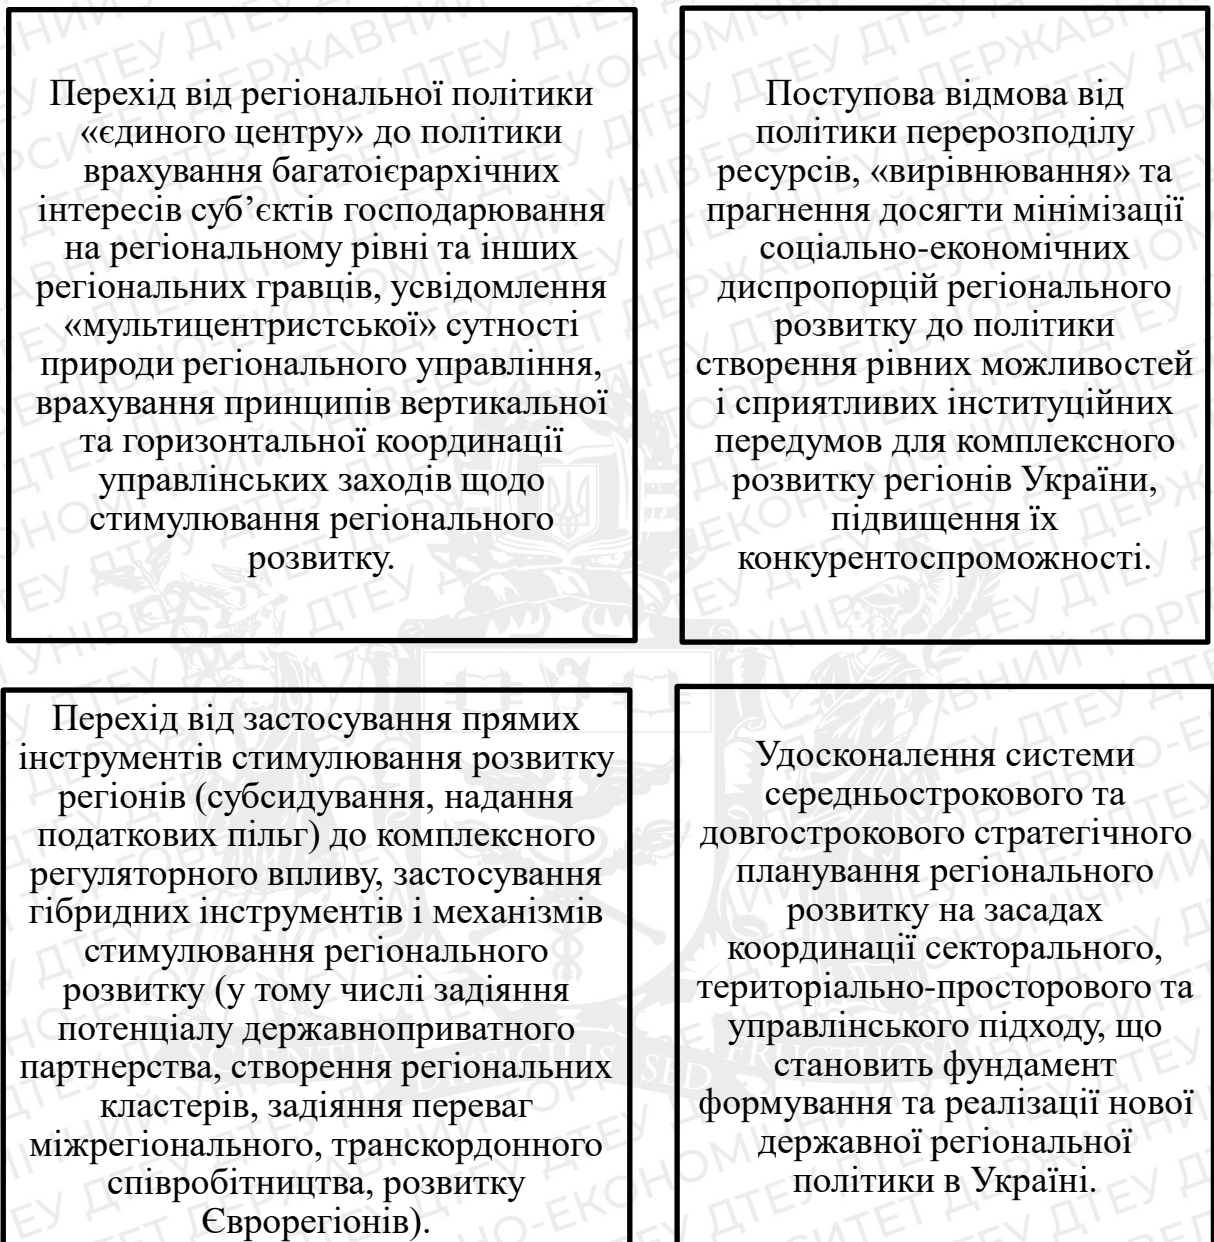 Перехід від регіональної політики
«єдиного центру» до політики
врахування багатоієрархічних
інтересів суб’єктів господарювання
на регіональному рівні та інших
регіональних гравців, усвідомлення
«мультицентристської» сутності
природи регіонального управління,
врахування принципів вертикальної
та горизонтальної координації
управлінських заходів щодо
стимулювання регіонального
розвитку.
Поступова відмова від
політики перерозподілу
ресурсів, «вирівнювання» та
прагнення досягти мінімізації
соціально-економічних
диспропорцій регіонального
розвитку до політики
створення рівних можливостей
і сприятливих інституційних
передумов для комплексного
розвитку регіонів України,
підвищення їх
конкурентоспроможності.
Перехід від застосування прямих
інструментів стимулювання розвитку
регіонів (субсидування, надання
податкових пільг) до комплексного
регуляторного впливу, застосування
гібридних інструментів і механізмів
стимулювання регіонального
розвитку (у тому числі задіяння
потенціалу державноприватного
партнерства, створення регіональних
кластерів, задіяння переваг
міжрегіонального, транскордонного
співробітництва, розвитку
Єврорегіонів).
Удосконалення системи
середньострокового та
довгострокового стратегічного
планування регіонального
розвитку на засадах
координації секторального,
територіально-просторового та
управлінського підходу, що
становить фундамент
формування та реалізації нової
державної регіональної
політики в Україні.